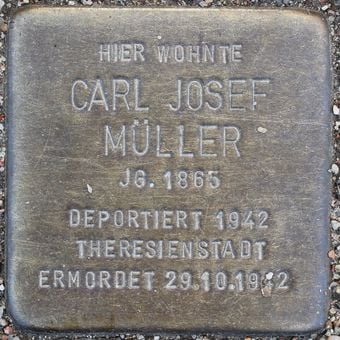 HIER WOHNTE
CARL JOSEF
MÜLLER
JG. 1865
DEPORTIERT 1942
THERESIENSTADT
ERMORDET 29.10.1942